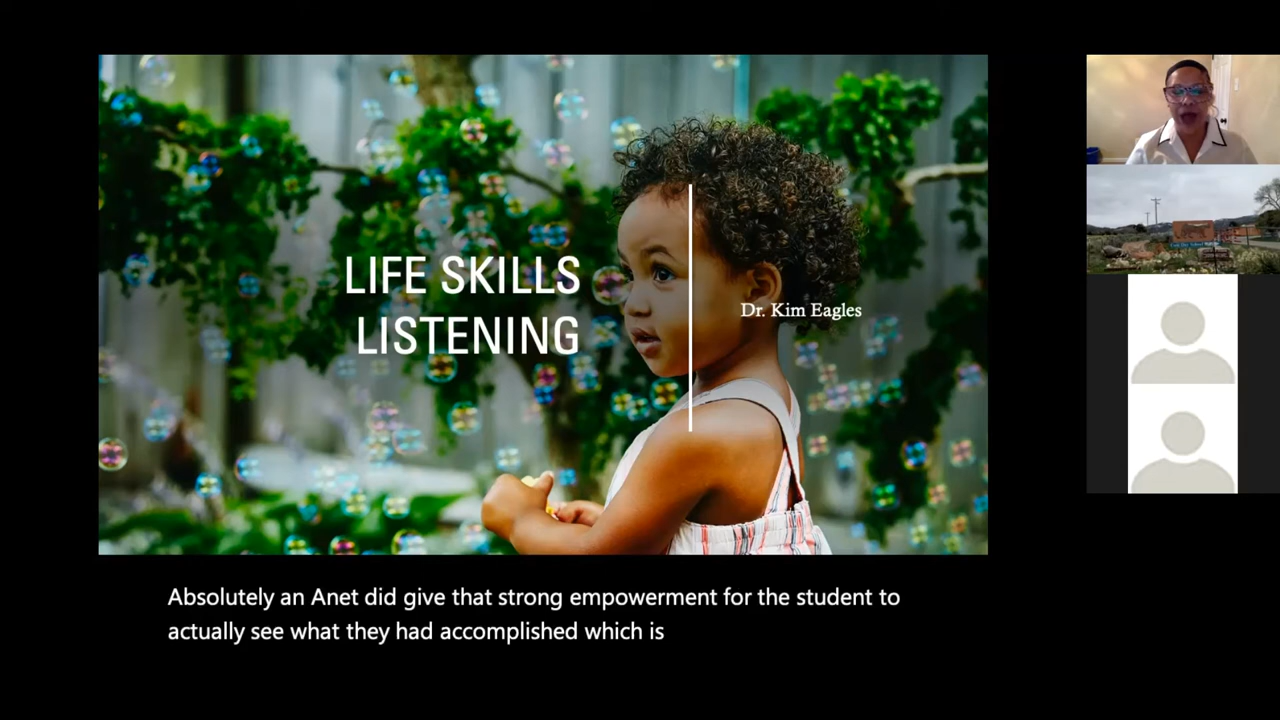 LIFE SKILLS
LISTENING
Dr. Kim Eagles
Absolutely an Anet did give that strong empowerment for the student to
actually see what they had accomplished which is